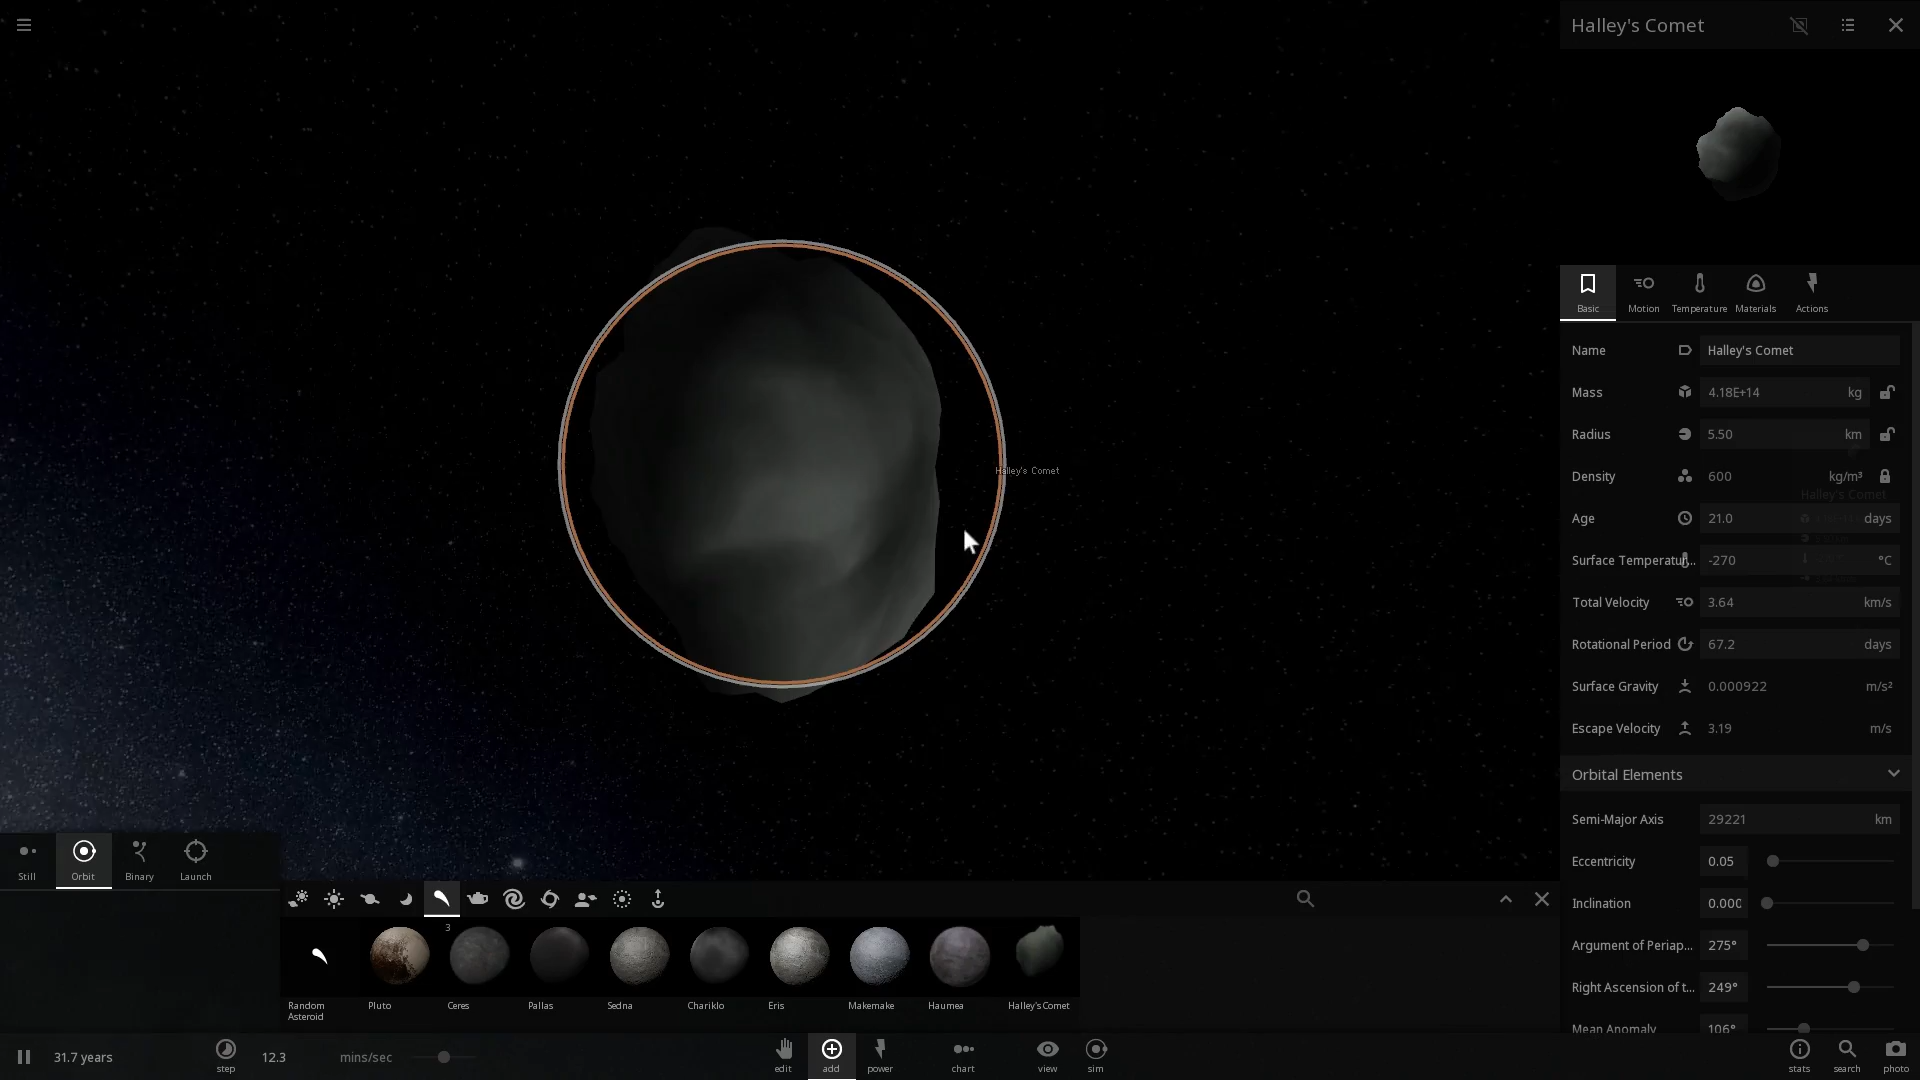 Halley's Comet
Basic
Motion
Temperature
Materials
Actions
Name Halley's Comet
Mass 4.18E+14 kg
Radius 5.50 km
Density 600 kg/m³
Halley's Comet
Age 21.0 days
Surface Temperatur... -270 °C
Total Velocity 3.64 km/s
Rotational Period 67.2 days
Surface Gravity 0.000922 m/s²
Escape Velocity 3.19 m/s
Orbital Elements
Semi-Major Axis 29221 km
Eccentricity 0.05
Inclination 0.000
Argument of Periap... 275°
Right Ascension of t... 249°
Mean Anomaly 106°
Halley's Comet
Still
Orbit
Binary
Launch
3
Random Asteroid
Pluto
Ceres
Pallas
Sedna
Chariklo
Eris
Makemake
Haumea
Halley's Comet
31.7 years
step
12.3 mins/sec
edit
add
power
chart
view
sim
stats
search
photo